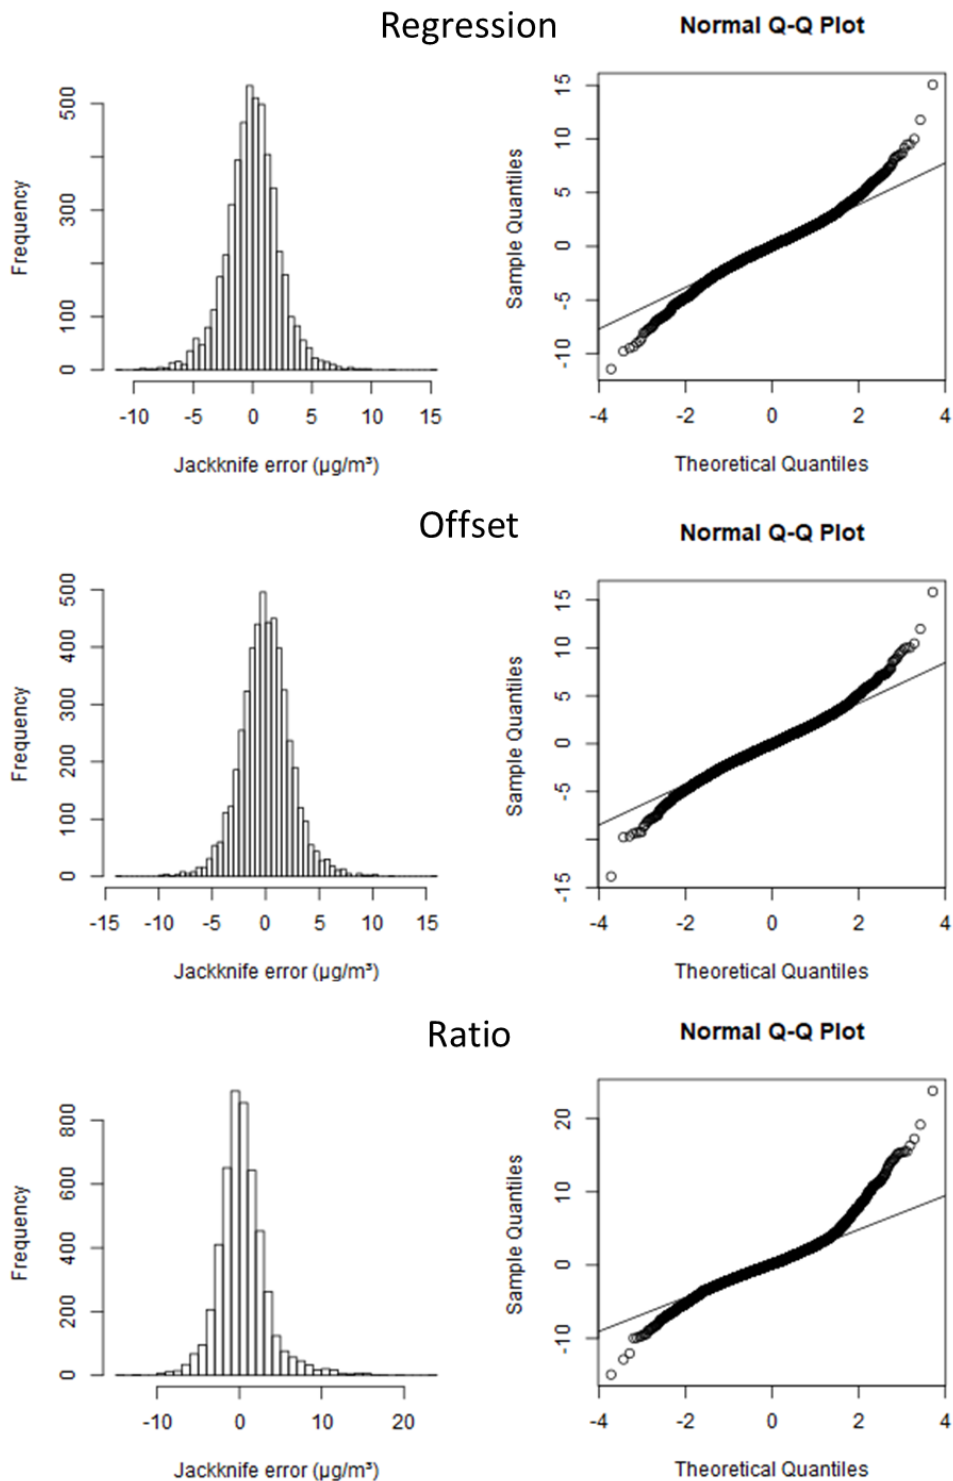 Regression
Normal Q-Q Plot
Frequency
0 100 300 500
-10 -5 0 5 10 15
Jackknife error (µg/m³)
Sample Quantiles
-10 -5 0 5 10 15
-4 -2 0 2 4
Theoretical Quantiles
Offset
Normal Q-Q Plot
Frequency
0 100 200 300 400 500
-15 -10 -5 0 5 10 15
Jackknife error (µg/m³)
Sample Quantiles
-15 -5 0 5 10 15
-4 -2 0 2 4
Theoretical Quantiles
Ratio
Normal Q-Q Plot
Frequency
0 200 400 600 800
-10 0 10 20
Jackknife error (µg/m³)
Sample Quantiles
-10 0 10 20
-4 -2 0 2 4
Theoretical Quantiles